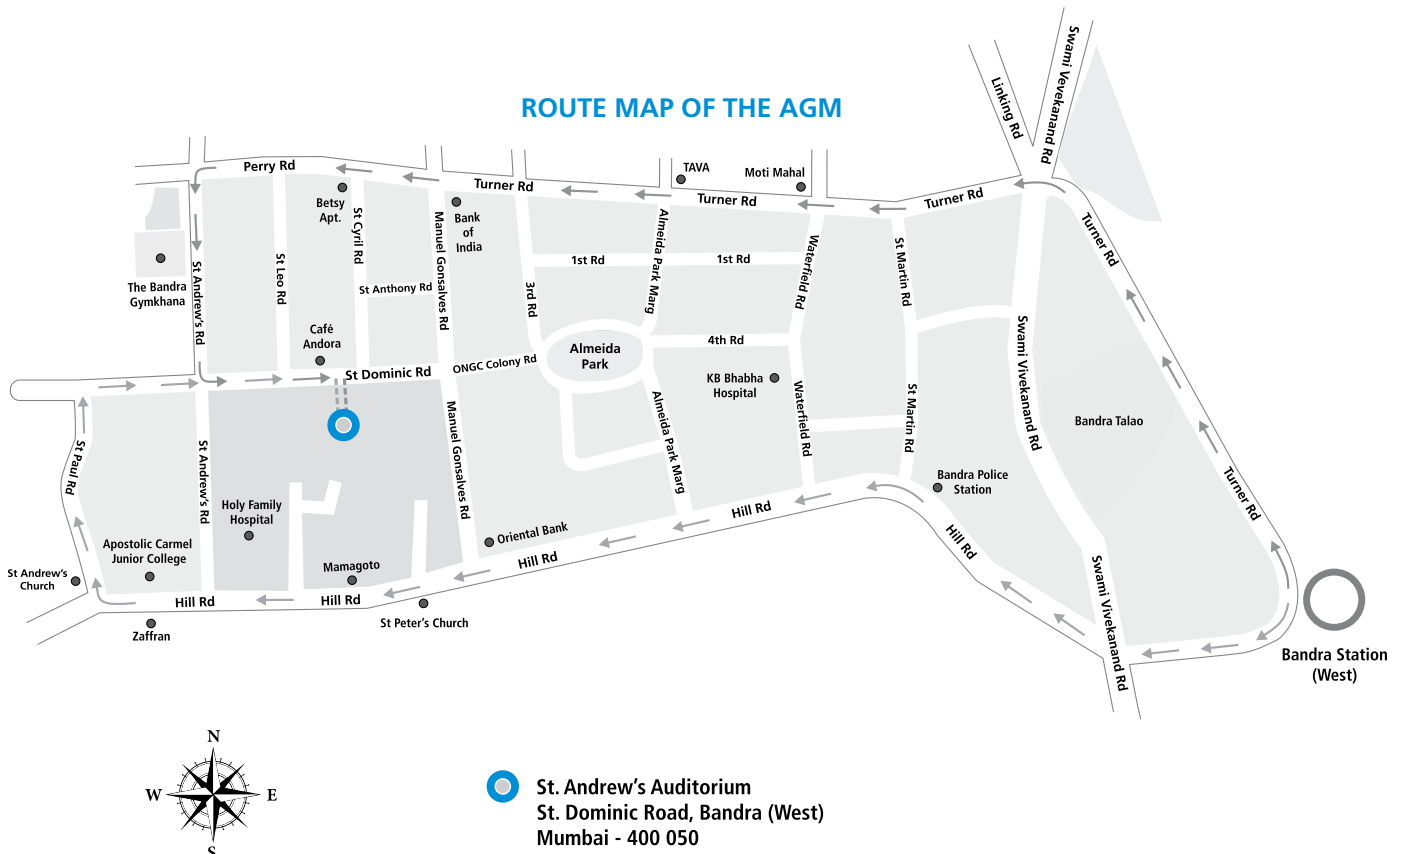 ROUTE MAP OF THE AGM
Swami Vevekanand Rd
Linking Rd
Perry Rd
TAVA
Moti Mahal
Turner Rd
Turner Rd
Turner Rd
Betsy
Apt.
Bank
of
India
St Cyril Rd
Manuel Gonsalves Rd
Almeida Park Marg
Waterfield Rd
St Martin Rd
Turner Rd
The Bandra
Gymkhana
St Andrew's Rd
St Leo Rd
St Anthony Rd
3rd Rd
1st Rd
1st Rd
Café
Andora
St Dominic Rd
ONGC Colony Rd
Almeida
Park
4th Rd
KB Bhabha
Hospital
Swami Vivekanand Rd
Bandra Talao
St Paul Rd
St Andrew's Rd
Manuel Gonsalves Rd
Almeida Park Marg
Waterfield Rd
St Martin Rd
Bandra Police
Station
Turner Rd
Holy Family
Hospital
Apostolic Carmel
Junior College
St Andrew's
Church
Oriental Bank
Hill Rd
Hill Rd
Hill Rd
Mamagoto
Hill Rd
Hill Rd
Zaffran
St Peter's Church
Swami Vivekanand Rd
Bandra Station
(West)
N
W
E
S
St. Andrew's Auditorium
St. Dominic Road, Bandra (West)
Mumbai - 400 050